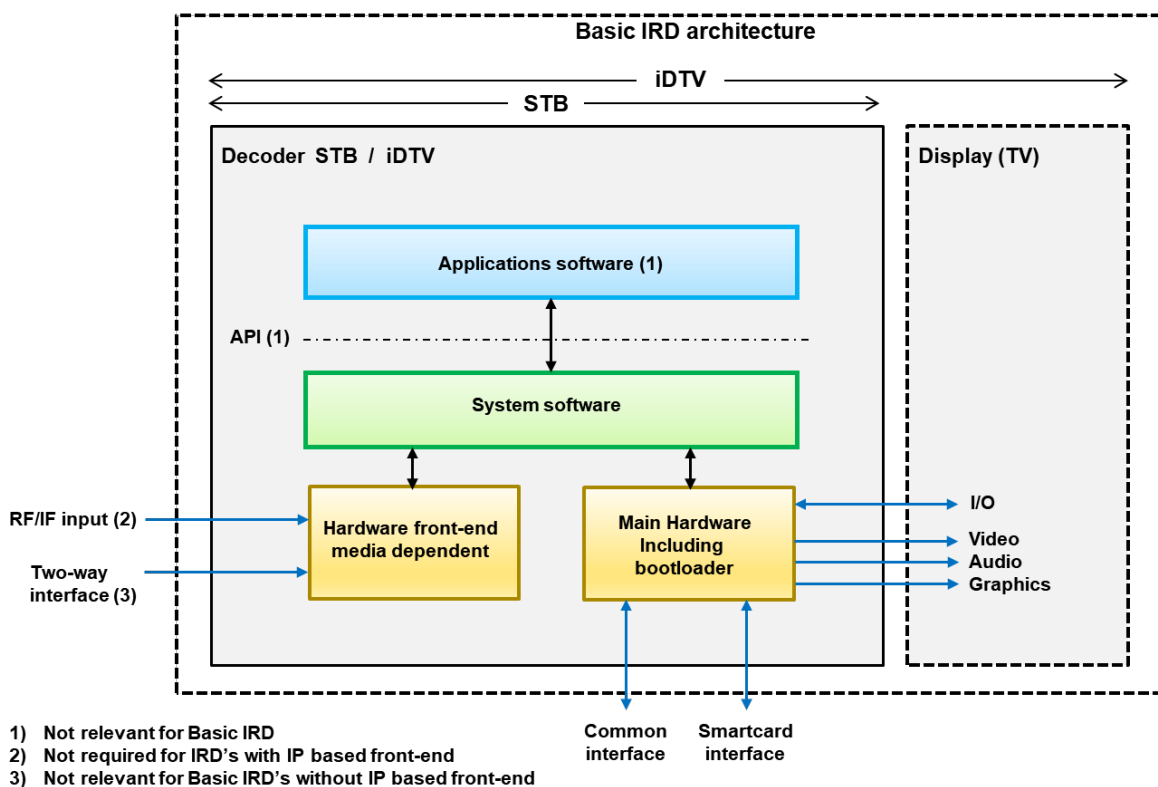 Basic IRD architecture
iDTV
STB
Decoder STB / iDTV
Display (TV)
Applications software (1)
API (1)
System software
RF/IF input (2)
Two-way
interface (3)
Hardware front-end
media dependent
Main Hardware
Including
bootloader
I/O
Video
Audio
Graphics
Common
interface
Smartcard
interface
1) Not relevant for Basic IRD
2) Not required for IRD's with IP based front-end
3) Not relevant for Basic IRD's without IP based front-end